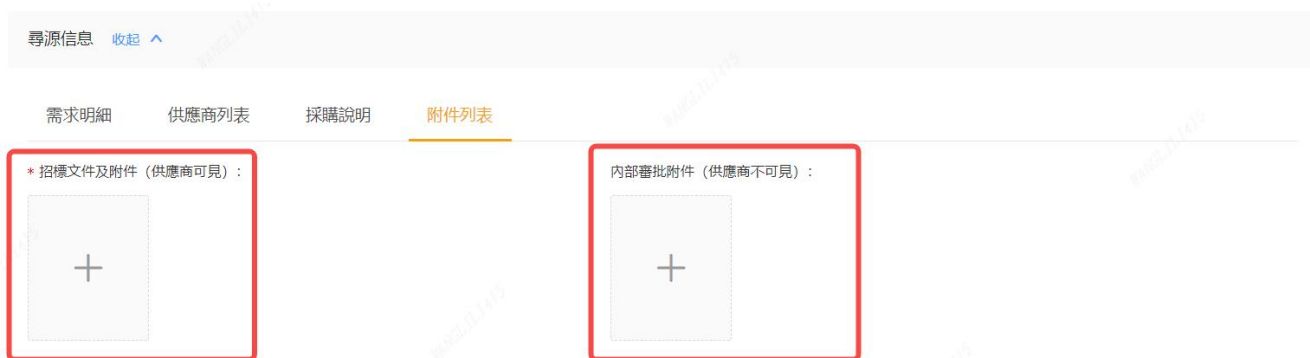 尋源信息 收起
需求明細 供應商列表 採購說明 附件列表
* 招標文件及附件（供應商可見）:
内部審批附件（供應商不可見）: